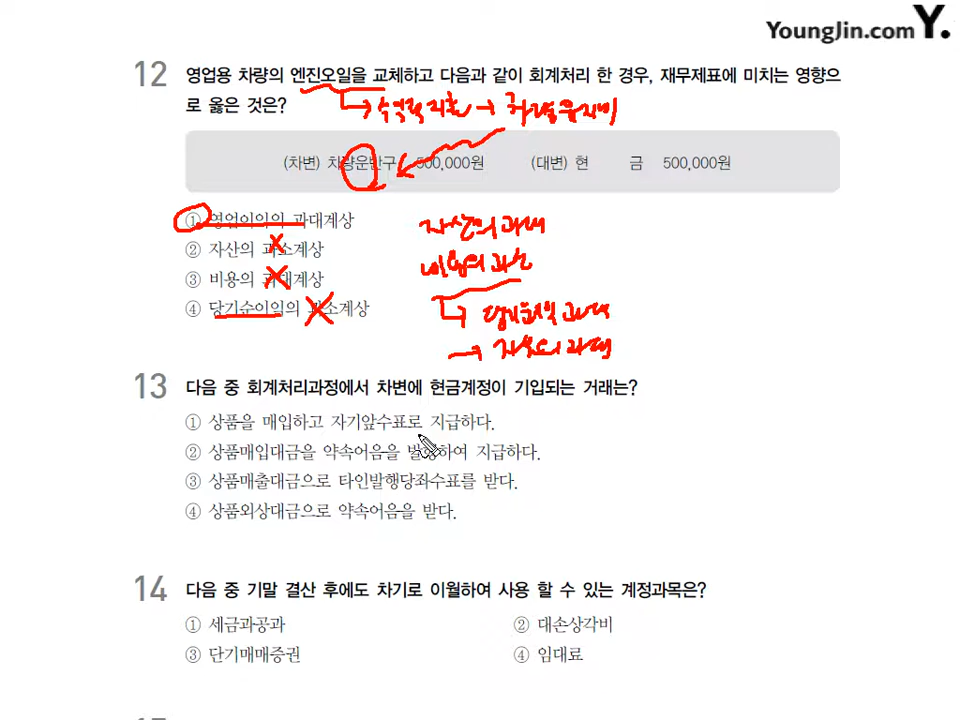 YoungJin.com Y.
12 영업용 차량의 엔진오일을 교체하고 다음과 같이 회계처리 한 경우, 재무제표에 미치는 영향으
로 옳은 것은?
→ 수익적 지출 → 차량유지비
(차변) 차량운반구 500,000원 (대변) 현 금 500,000원
① 영업이익의 과대계상
자산의 과대
② 자산의 과소계상
비용의 과소
③ 비용의 과대계상
④ 당기순이익의 과소계상
→ 당기순이익 과대
→ 자본의 과대
13 다음 중 회계처리과정에서 차변에 현금계정이 기입되는 거래는?
① 상품을 매입하고 자기앞수표로 지급하다.
② 상품매입대금을 약속어음을 발행하여 지급하다.
③ 상품매출대금으로 타인발행당좌수표를 받다.
④ 상품외상대금으로 약속어음을 받다.
14 다음 중 기말 결산 후에도 차기로 이월하여 사용 할 수 있는 계정과목은?
① 세금과공과 ② 대손상각비
③ 단기매매증권 ④ 임대료